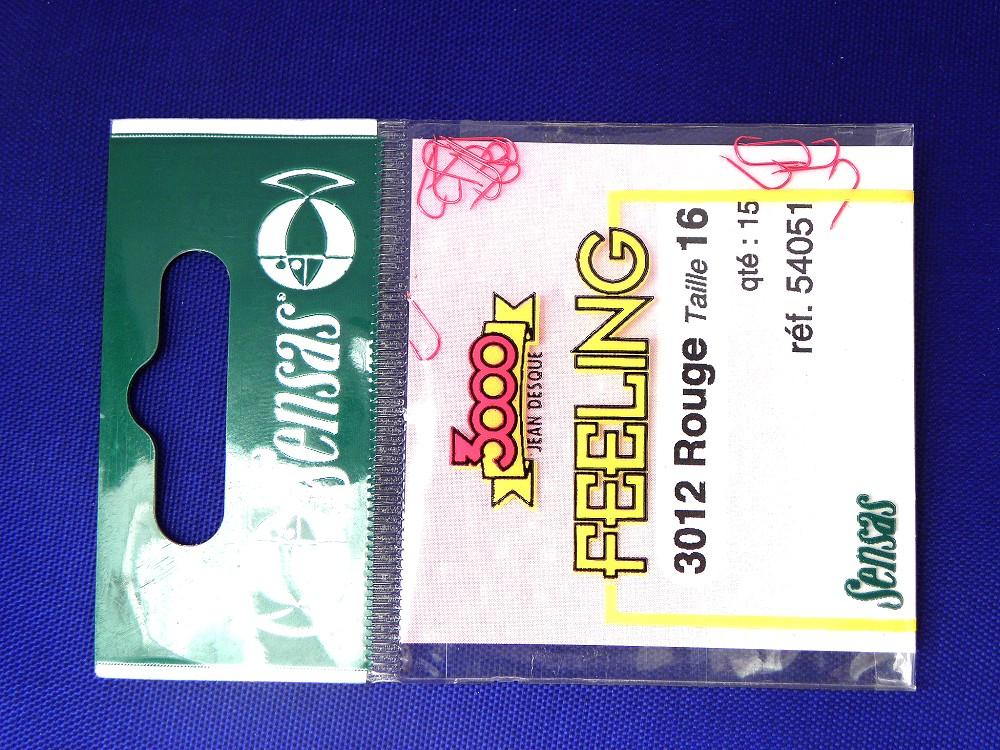 Sensas®
3000
JEAN DESQUE
FEELING
3012 Rouge Taille 16
qté : 15
réf. 54051
Sensas